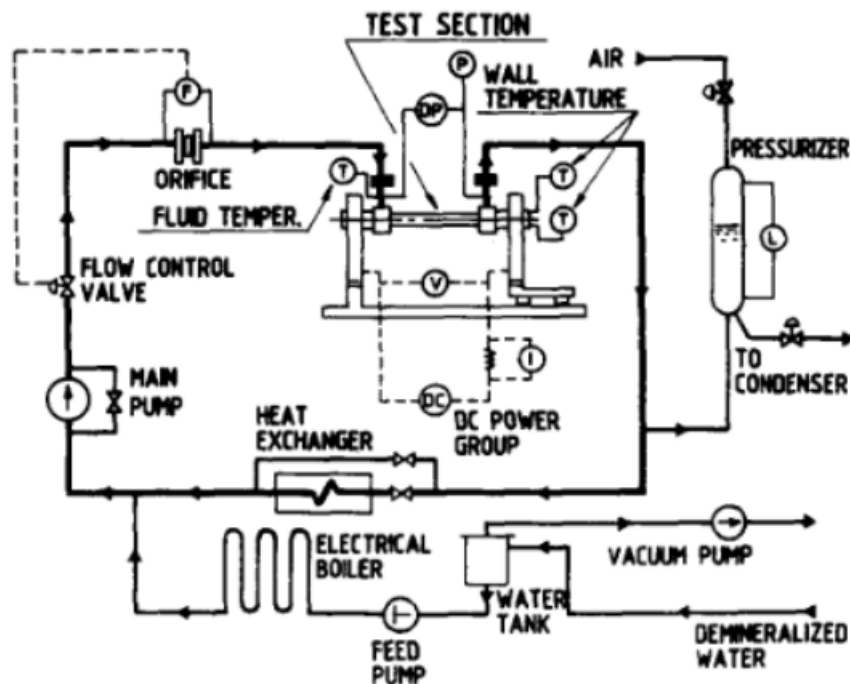 TEST SECTION
P
WALL
TEMPERATURE
AIR
F
DP
PRESSURIZER
ORIFICE
T
T
FLUID TEMPER.
T
L
FLOW CONTROL
VALVE
V
TO
CONDENSER
I
MAIN
PUMP
DC
DC POWER
GROUP
HEAT
EXCHANGER
ELECTRICAL
BOILER
VACUUM PUMP
WATER
TANK
FEED
PUMP
DEMINERALIZED
WATER